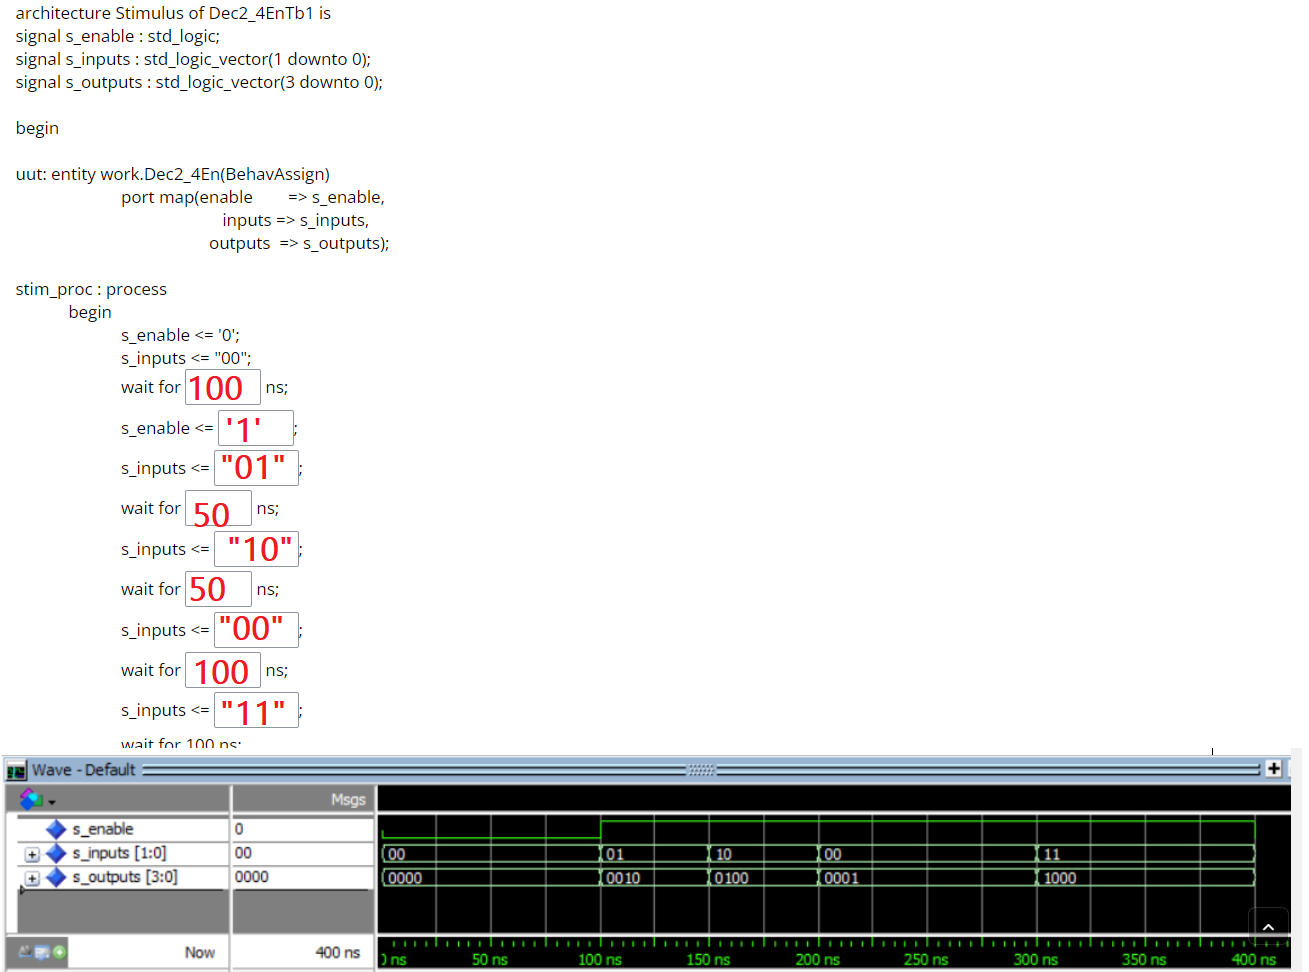 architecture Stimulus of Dec2_4EnTb1 is
signal s_enable : std_logic;
signal s_inputs : std_logic_vector(1 downto 0);
signal s_outputs : std_logic_vector(3 downto 0);
begin
uut: entity work.Dec2_4En(BehavAssign)
port map(enable => s_enable,
inputs => s_inputs,
outputs => s_outputs);
stim_proc : process
begin
s_enable <= '0';
s_inputs <= "00";
wait for 100 ns;
s_enable <= '1' ;
s_inputs <= "01" ;
wait for 50 ns;
s_inputs <= "10" ;
wait for 50 ns;
s_inputs <= "00" ;
wait for 100 ns;
s_inputs <= "11" ;
wait for 100 ns;
Wave - Default
Msgs
s_enable 0
s_inputs [1:0] 00 00 01 10 00 11
s_outputs [3:0] 0000 0000 0010 0100 0001 1000
Now 400 ns ns 50 ns 100 ns 150 ns 200 ns 250 ns 300 ns 350 ns 400 ns